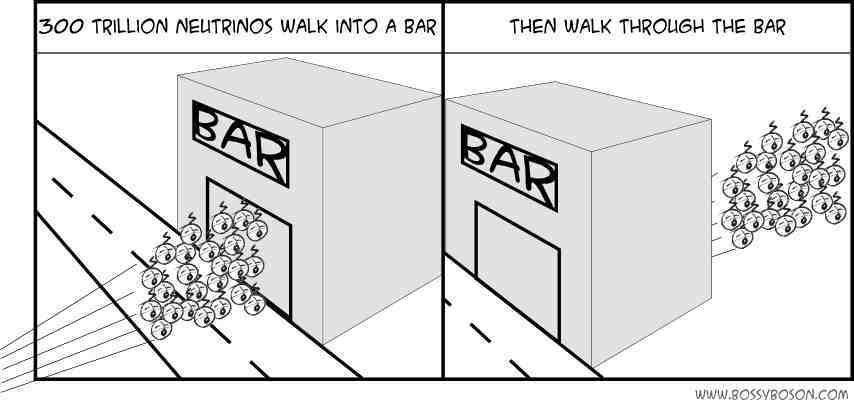 300 TRILLION NEUTRINOS WALK INTO A BAR
THEN WALK THROUGH THE BAR
BAR
BAR
WWW.BOSSYBOSON.COM